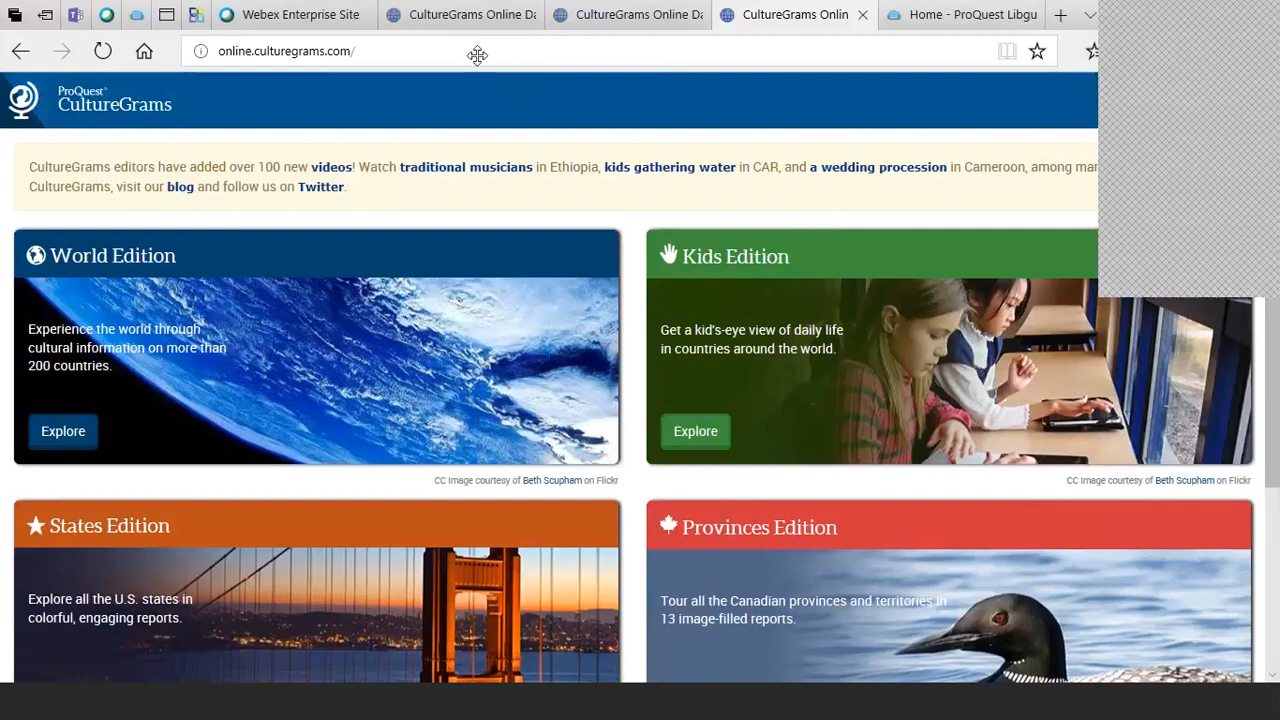 Webex Enterprise Site
CultureGrams Online Da
CultureGrams Online Da
CultureGrams Onlin
Home - ProQuest Libgu
online.culturegrams.com/
ProQuest
CultureGrams
CultureGrams editors have added over 100 new videos! Watch traditional musicians in Ethiopia, kids gathering water in CAR, and a wedding procession in Cameroon, among mar
CultureGrams, visit our blog and follow us on Twitter.
World Edition
Experience the world through
cultural information on more than
200 countries.
Explore
CC Image courtesy of Beth Scupham on Flickr
Kids Edition
Get a kid's-eye view of daily life
in countries around the world.
Explore
CC Image courtesy of Beth Scupham on Flickr
States Edition
Explore all the U.S. states in
colorful, engaging reports.
Provinces Edition
Tour all the Canadian provinces and territories in
13 image-filled reports.